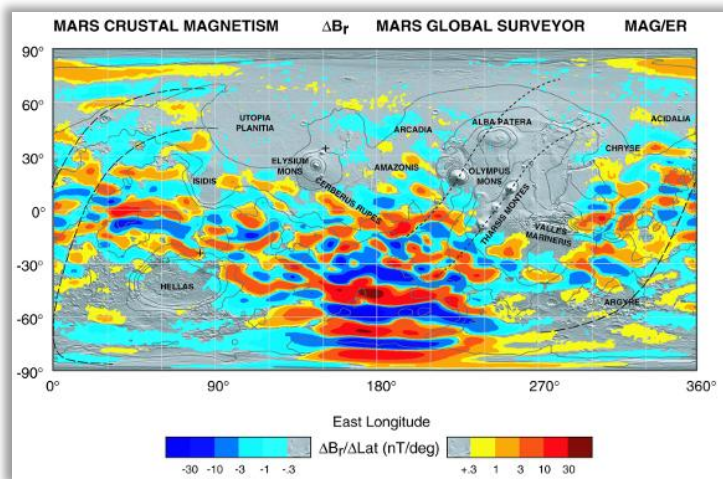 MARS CRUSTAL MAGNETISM ΔBr MARS GLOBAL SURVEYOR MAG/ER
90°
60°
30°
0°
-30°
-60°
-90°
UTOPIA
PLANITIA
ARCADIA
ALBA PATERA
ACIDALIA
ELYSIUM
MONS
AMAZONIS
OLYMPUS
MONS
CHRYSE
ISIDIS
CERBERUS RUPES
THARSIS MONTES
VALLES
MARINERIS
HELLAS
ARGYRE
0° 90° 180° 270° 360°
East Longitude
ΔBr/ΔLat (nT/deg)
-30 -10 -3 -1 -.3 +.3 1 3 10 30